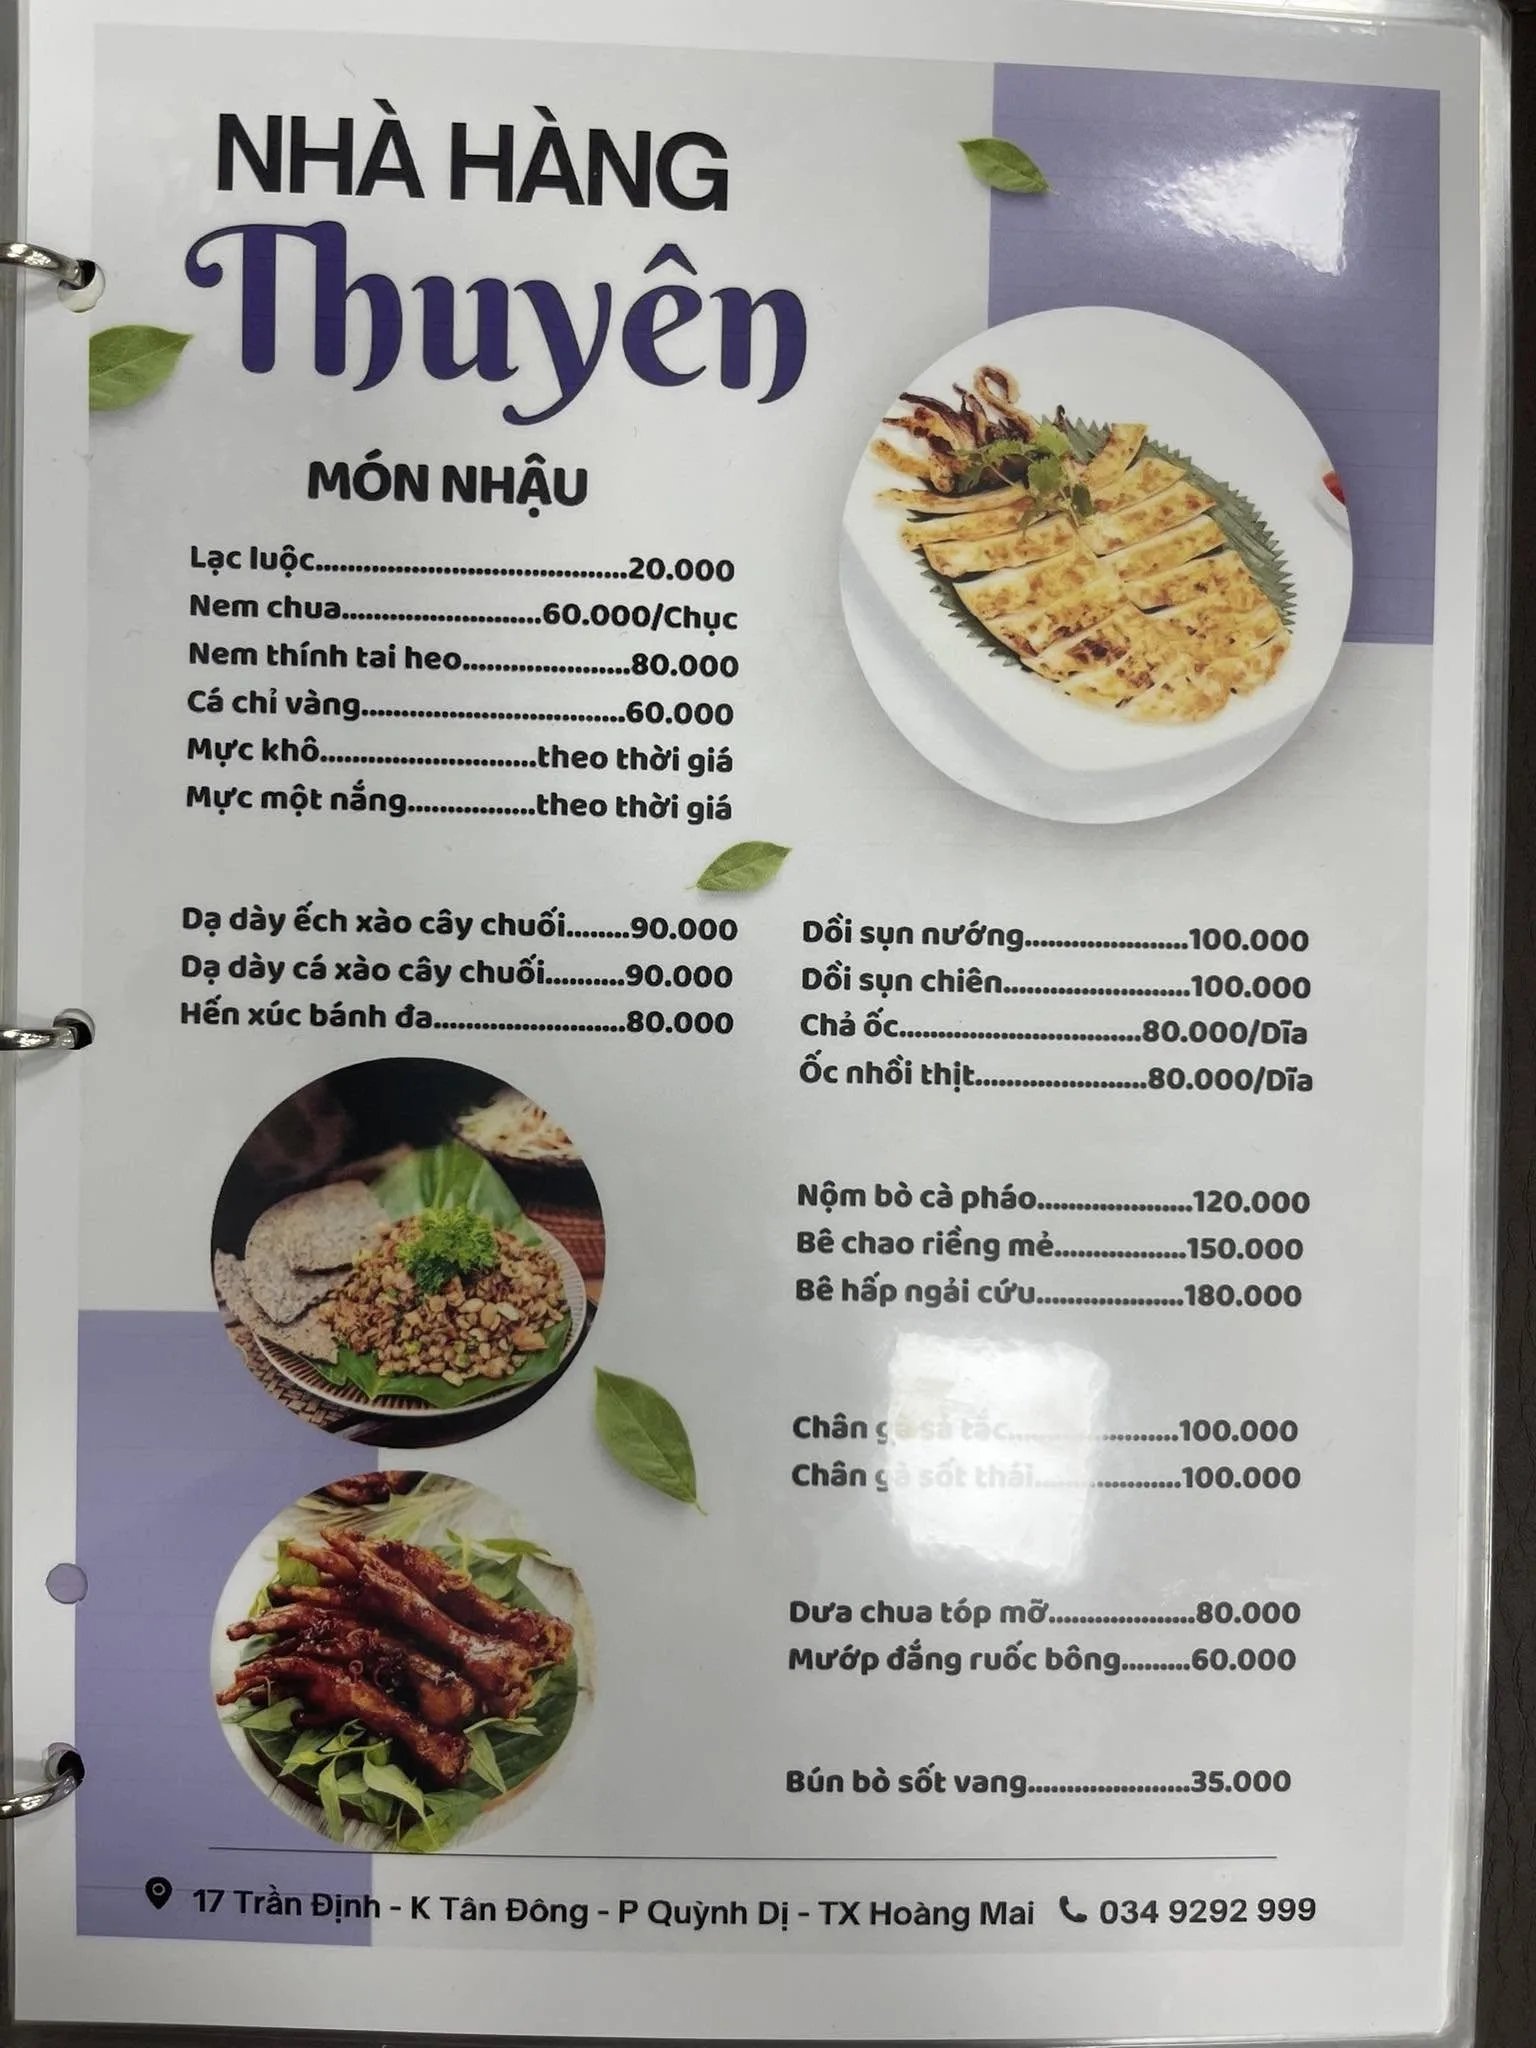 NHÀ HÀNG
Thuyên
MÓN NHẬU
Lạc luộc........................................20.000
Nem chua.........................60.000/Chục
Nem thính tai heo.....................80.000
Cá chỉ vàng.................................60.000
Mực khô...........................theo thời giá
Mực một nắng................theo thời giá
Dạ dày ếch xào cây chuối........90.000
Dạ dày cá xào cây chuối..........90.000
Hến xúc bánh đa........................80.000
Dồi sụn nướng.....................100.000
Dồi sụn chiên........................100.000
Chả ốc...............................80.000/Dĩa
Ốc nhồi thịt......................80.000/Dĩa
Nộm bò cà pháo....................120.000
Bê chao riềng mẻ.................150.000
Bê hấp ngải cứu...................180.000
Chân gà sả tắc......................100.000
Chân gà sốt thái...................100.000
Dưa chua tóp mỡ...................80.000
Mướp đắng ruốc bông.........60.000
Bún bò sốt vang.....................35.000
17 Trần Định - K Tân Đông - P Quỳnh Dị - TX Hoàng Mai 034 9292 999